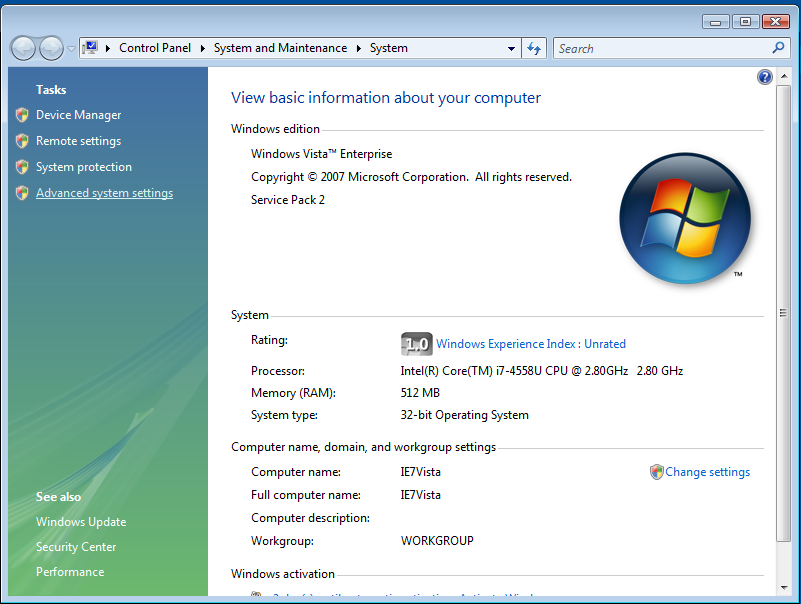 Control Panel System and Maintenance System
Search
Tasks
Device Manager
Remote settings
System protection
Advanced system settings
See also
Windows Update
Security Center
Performance
View basic information about your computer
Windows edition
Windows Vista™ Enterprise
Copyright © 2007 Microsoft Corporation. All rights reserved.
Service Pack 2
TM
System
Rating:
1.0 Windows Experience Index : Unrated
Processor: Intel(R) Core(TM) i7-4558U CPU @ 2.80GHz 2.80 GHz
Memory (RAM): 512 MB
System type: 32-bit Operating System
Computer name, domain, and workgroup settings
Computer name: IE7Vista
Change settings
Full computer name: IE7Vista
Computer description:
Workgroup: WORKGROUP
Windows activation